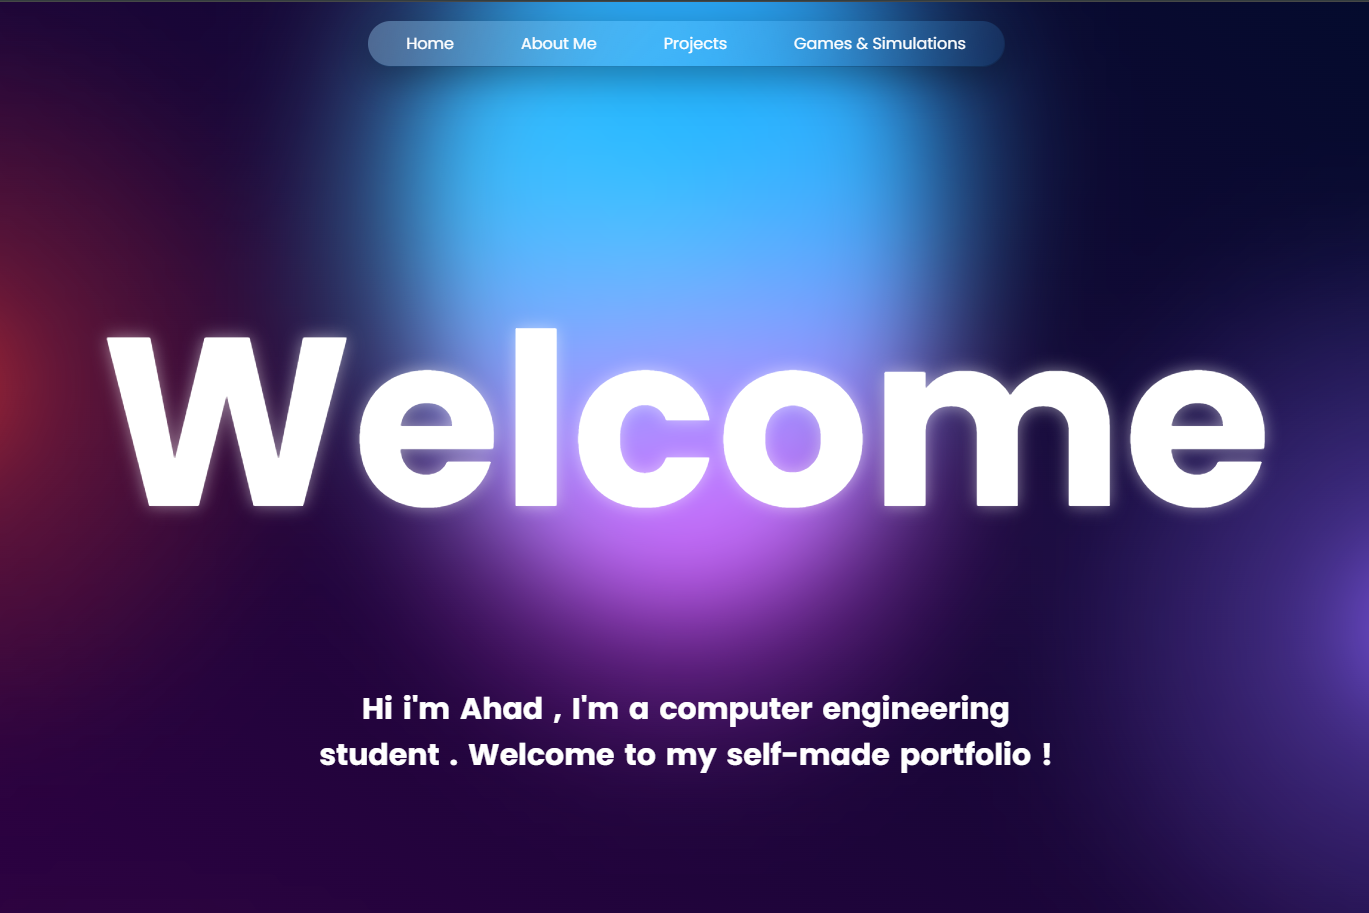 Home About Me Projects Games & Simulations
Welcome
Hi i'm Ahad , I'm a computer engineering
student . Welcome to my self-made portfolio !